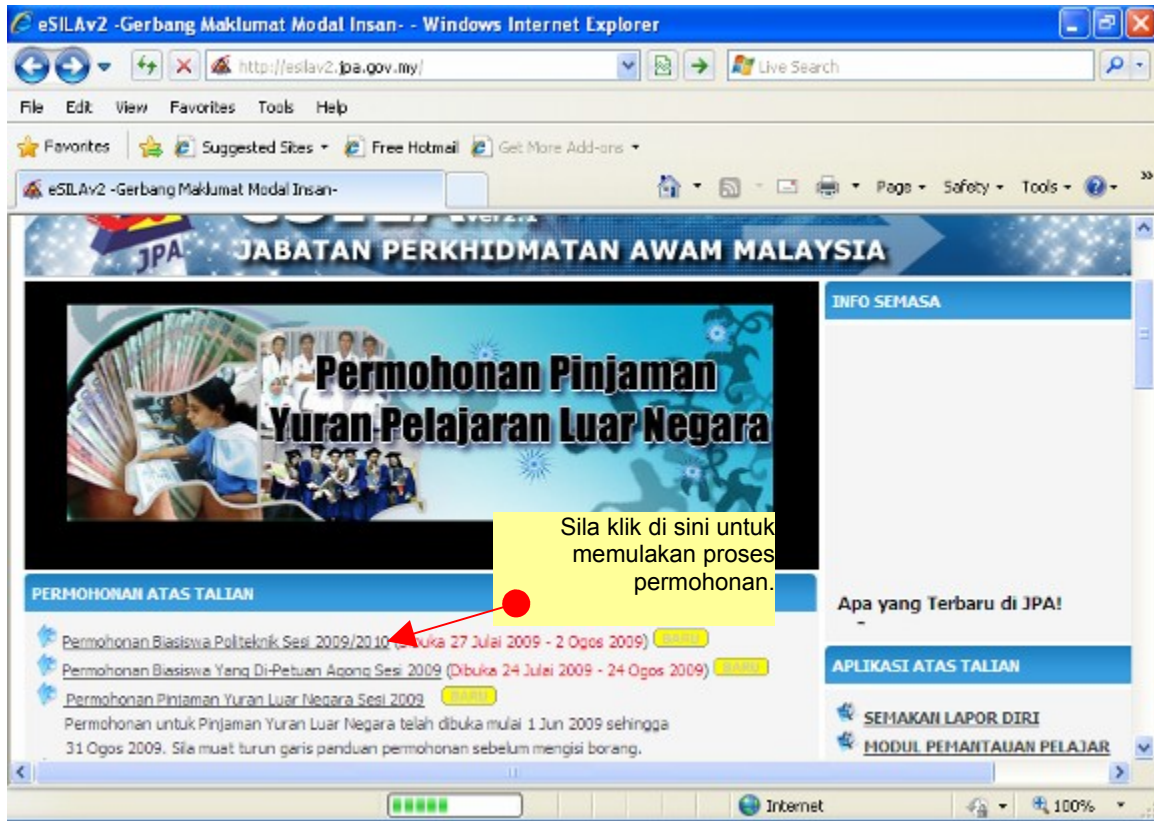 eSILAv2 -Gerbang Maklumat Modal Insan- - Windows Internet Explorer
http://esilav2.jpa.gov.my/
Live Search
File Edit View Favorites Tools Help
Favorites Suggested Sites Free Hotmail Get More Add-ons
eSILAv2 -Gerbang Maklumat Modal Insan-
Page Safety Tools »
JPA
JABATAN PERKHIDMATAN AWAM MALAYSIA
Permohonan Pinjaman
Yuran Pelajaran Luar Negara
Sila klik di sini untuk
memulakan proses
permohonan.
PERMOHONAN ATAS TALIAN
Permohonan Biasiswa Politeknik Sesi 2009/2010 (Dibuka 27 Julai 2009 - 2 Ogos 2009) BARU
Permohonan Biasiswa Yang Di-Petuan Agong Sesi 2009 (Dibuka 24 Julai 2009 - 24 Ogos 2009) BARU
Permohonan Pintaman Yuran Luar Negara Sesi 2009 BARU
Permohonan untuk Pinjaman Yuran Luar Negara telah dibuka mulai 1 Jun 2009 sehingga
31 Ogos 2009. Sila muat turun garis panduan permohonan sebelum mengisi borang.
INFO SEMASA
Apa yang Terbaru di JPA!
APLIKASI ATAS TALIAN
SEMAKAN LAPOR DIRI
MODUL PEMANTAUAN PELAJAR
Internet 100%